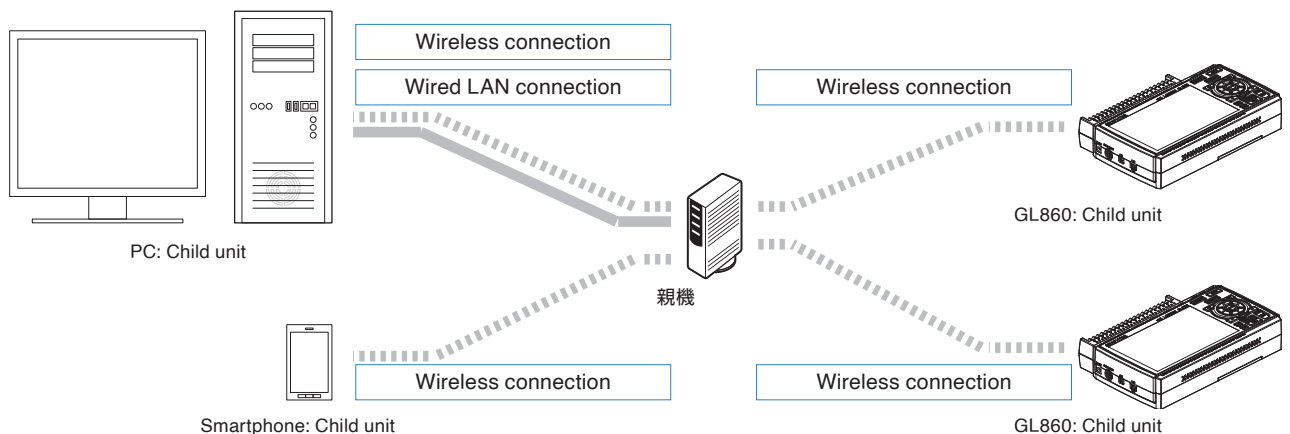 Wireless connection
Wired LAN connection
Wireless connection
GL860: Child unit
PC: Child unit
親機
Wireless connection
Wireless connection
Smartphone: Child unit
GL860: Child unit